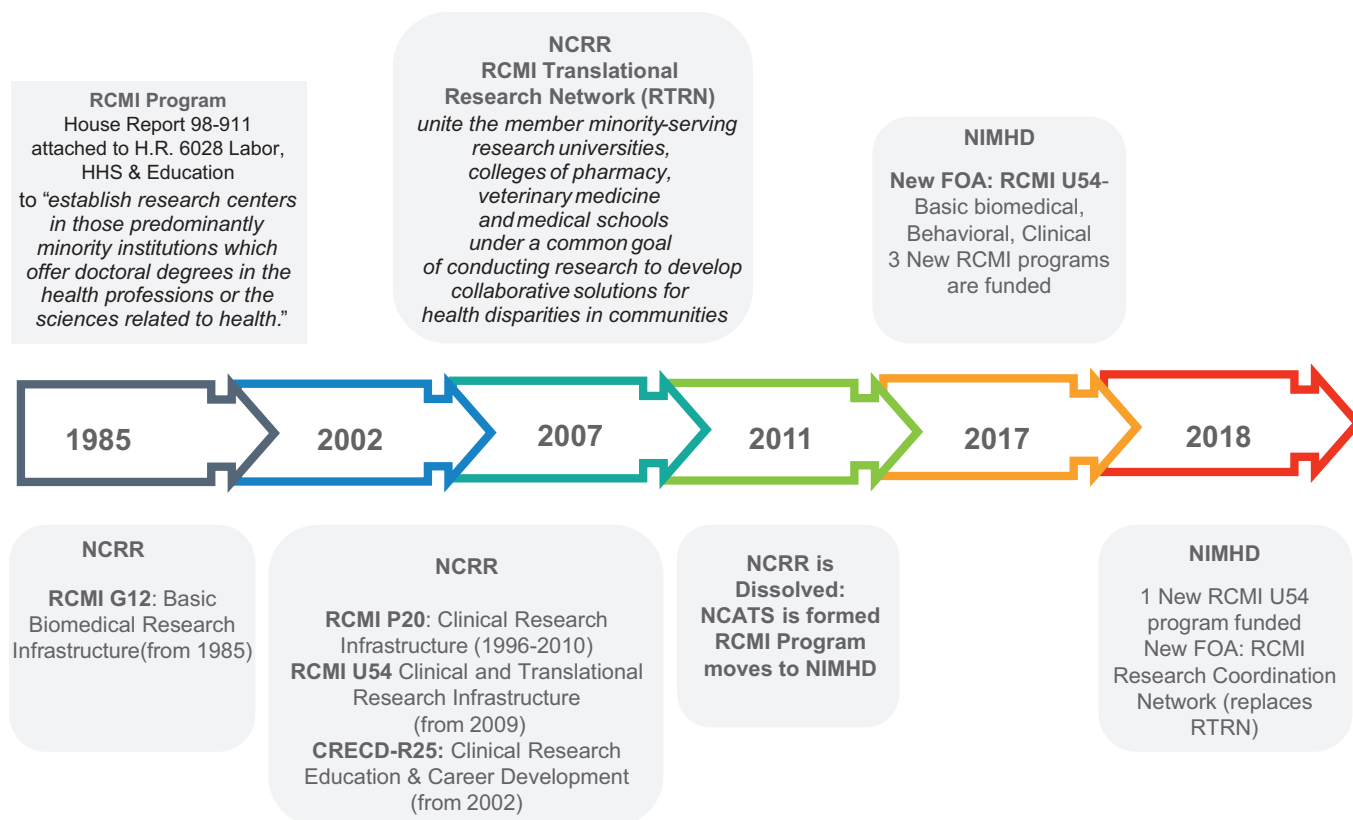 RCMI Program
House Report 98-911
attached to H.R. 6028 Labor,
HHS & Education
to “establish research centers
in those predominantly
minority institutions which
offer doctoral degrees in the
health professions or the
sciences related to health.”
NCRR
RCMI Translational
Research Network (RTRN)
unite the member minority-serving
research universities,
colleges of pharmacy,
veterinary medicine
and medical schools
under a common goal
of conducting research to develop
collaborative solutions for
health disparities in communities
NIMHD
New FOA: RCMI U54-
Basic biomedical,
Behavioral, Clinical
3 New RCMI programs
are funded
1985
2002
2007
2011
2017
2018
NCRR
RCMI G12: Basic
Biomedical Research
Infrastructure(from 1985)
NCRR
RCMI P20: Clinical Research
Infrastructure (1996-2010)
RCMI U54 Clinical and Translational
Research Infrastructure
(from 2009)
CRECD-R25: Clinical Research
Education & Career Development
(from 2002)
NCRR is
Dissolved:
NCATS is formed
RCMI Program
moves to NIMHD
NIMHD
1 New RCMI U54
program funded
New FOA: RCMI
Research Coordination
Network (replaces
RTRN)